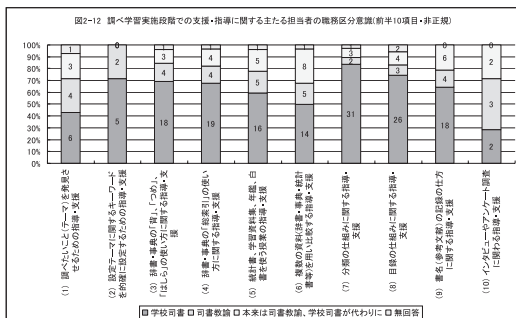 図2-12 調べ学習実施段階での支援・指導に関する主たる担当者の職務区分意識(前半10項目・非正規)
100%
90%
80%
70%
60%
50%
40%
30%
20%
10%
0%
1
3
4
6
0
2
5
1
3
4
18
1
4
4
19
1
5
5
16
1
8
5
14
1
3
2
31
2
4
3
26
0
6
4
18
0
2
3
2
(1) 調べたいこと(テーマ)を発見さ
せるための指導・支援
(2) 設定テーマに関するキーワード
を的確に設定するための指導・支援
(3) 辞書・事典の「背」、「つめ」、
「はしら」の使い方に関する指導・支
援
(4) 辞書・事典の「総索引」の使い
方に関する指導・支援
(5) 統計書、学習資料集、年鑑、白
書を使う授業の指導・支援
(6) 複数の資料(辞書・事典・統計
書等)を用い比較する指導・支援
(7) 分類の仕組みに関する指導・支援
(8) 目録の仕組みに関する指導・支援
(9) 書名(参考文献)の記録の仕方
に関する指導・支援
(10) インタビューやアンケート調査
に関わる指導・支援
学校司書 司書教諭 本来は司書教諭、学校司書が代わりに 無回答